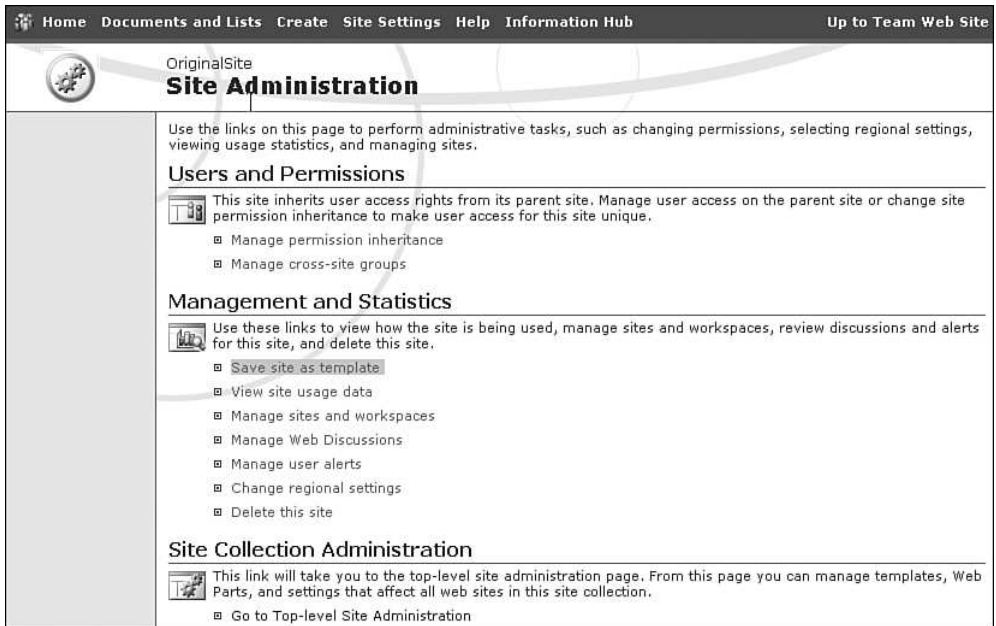 Home Documents and Lists Create Site Settings Help Information Hub Up to Team Web Site
OriginalSite
Site Administration
Use the links on this page to perform administrative tasks, such as changing permissions, selecting regional settings,
viewing usage statistics, and managing sites.
Users and Permissions
This site inherits user access rights from its parent site. Manage user access on the parent site or change site
permission inheritance to make user access for this site unique.
Manage permission inheritance
Manage cross-site groups
Management and Statistics
Use these links to view how the site is being used, manage sites and workspaces, review discussions and alerts
for this site, and delete this site.
Save site as template
View site usage data
Manage sites and workspaces
Manage Web Discussions
Manage user alerts
Change regional settings
Delete this site
Site Collection Administration
This link will take you to the top-level site administration page. From this page you can manage templates, Web
Parts, and settings that affect all web sites in this site collection.
Go to Top-level Site Administration